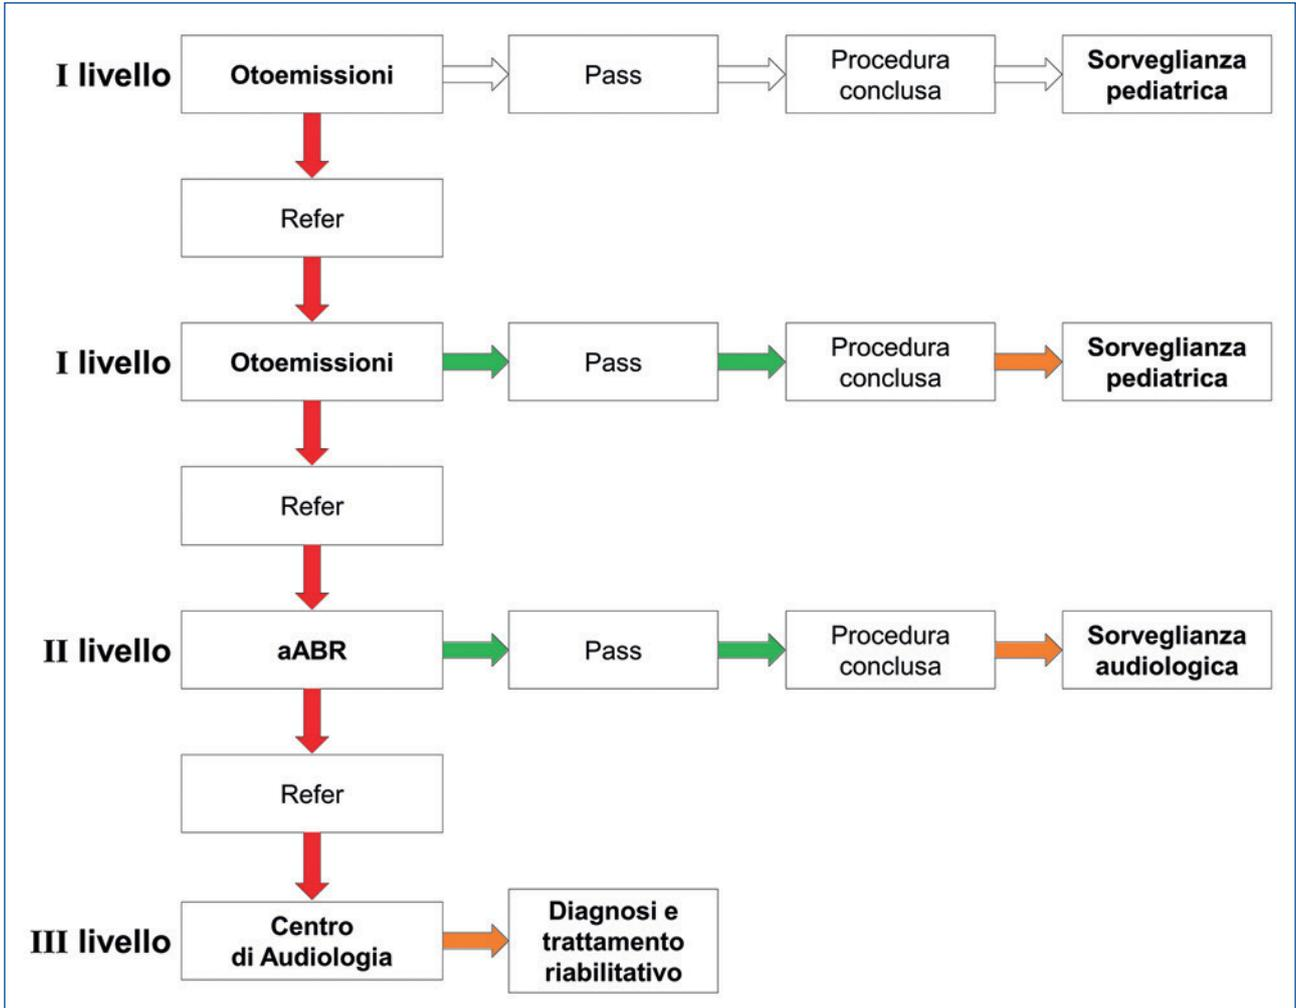 I livello
Otoemissioni
Pass
Procedura
conclusa
Sorveglianza
pediatrica
Refer
I livello
Otoemissioni
Pass
Procedura
conclusa
Sorveglianza
pediatrica
Refer
II livello
aABR
Pass
Procedura
conclusa
Sorveglianza
audiologica
Refer
III livello
Centro
di Audiologia
Diagnosi e
trattamento
riabilitativo